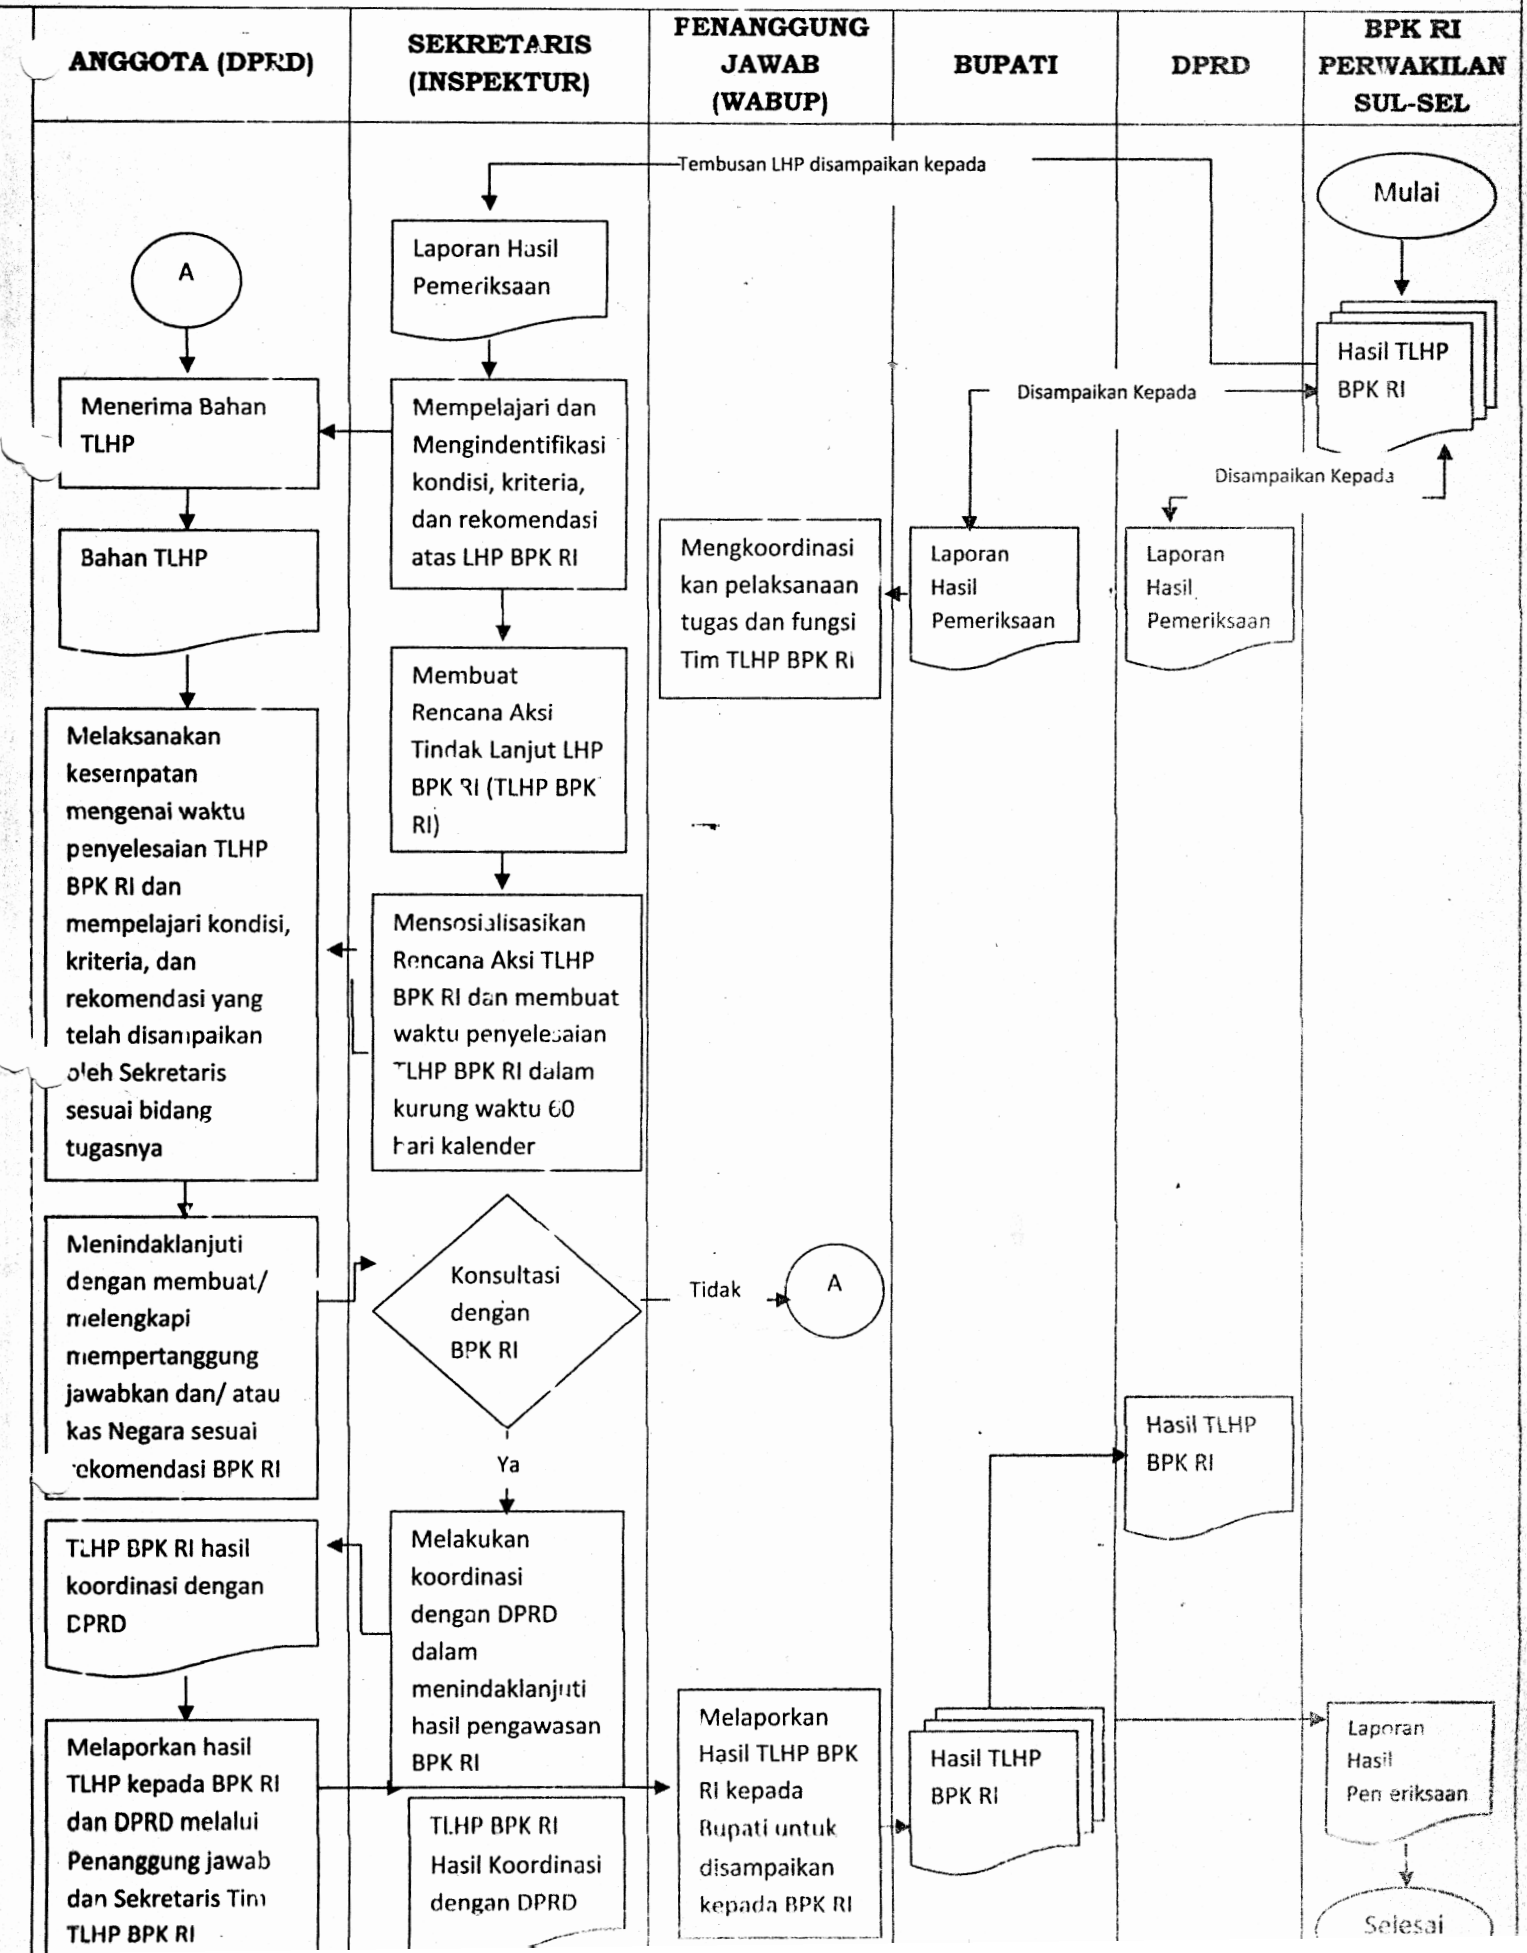 ANGGOTA (DPRD)
SEKRETARIS
(INSPEKTUR)
PENANGGUNG
JAWAB
(WABUP)
BUPATI
DPRD
BPK RI
PERWAKILAN
SUL-SEL
Tembusan LHP disampaikan kepada
Mulai
A
Laporan Hasil
Pemeriksaan
Hasil TLHP
BPK RI
Disampaikan Kepada
Disampaikan Kepada
Menerima Bahan
TLHP
Mempelajari dan
Mengindentifikasi
kondisi, kriteria,
dan rekomendasi
atas LHP BPK RI
Bahan TLHP
Mengkoordinasi
kan pelaksanaan
tugas dan fungsi
Tim TLHP BPK RI
Laporan
Hasil
Pemeriksaan
Laporan
Hasil
Pemeriksaan
Membuat
Rencana Aksi
Tindak Lanjut LHP
BPK RI (TLHP BPK
RI)
Melaksanakan
kesempatan
mengenai waktu
penyelesaian TLHP
BPK RI dan
mempelajari kondisi,
kriteria, dan
rekomendasi yang
telah disampaikan
oleh Sekretaris
sesuai bidang
tugasnya
Mensosialisasikan
Rencana Aksi TLHP
BPK RI dan membuat
waktu penyelesaian
TLHP BPK RI dalam
kurung waktu 60
hari kalender
Menindaklanjuti
dengan membuat/
melengkapi
mempertanggung
jawabkan dan/ atau
kas Negara sesuai
rekomendasi BPK RI
Konsultasi
dengan
BPK RI
Tidak
A
Ya
Hasil TLHP
BPK RI
TLHP BPK RI hasil
koordinasi dengan
DPRD
Melakukan
koordinasi
dengan DPRD
dalam
menindaklanjuti
hasil pengawasan
BPK RI
Melaporkan hasil
TLHP kepada BPK RI
dan DPRD melalui
Penanggung jawab
dan Sekretaris Tim
TLHP BPK RI
TLHP BPK RI
Hasil Koordinasi
dengan DPRD
Melaporkan
Hasil TLHP BPK
RI kepada
Bupati untuk
disampaikan
kepada BPK RI
Hasil TLHP
BPK RI
Laporan
Hasil
Pemeriksaan
Selesai